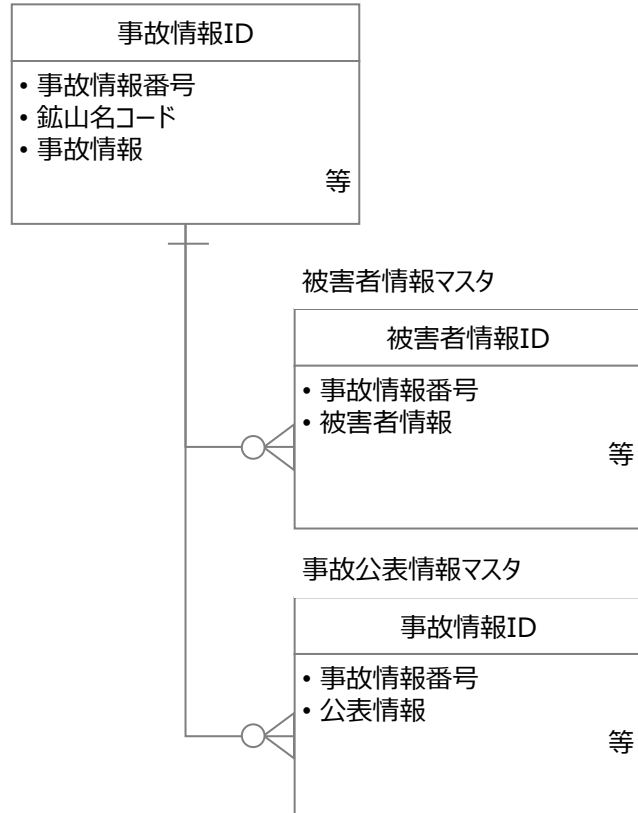 事故情報ID
• 事故情報番号
• 鉱山名コード
• 事故情報
等
被害者情報マスタ
被害者情報ID
• 事故情報番号
• 被害者情報
等
事故公表情報マスタ
事故情報ID
• 事故情報番号
• 公表情報
等